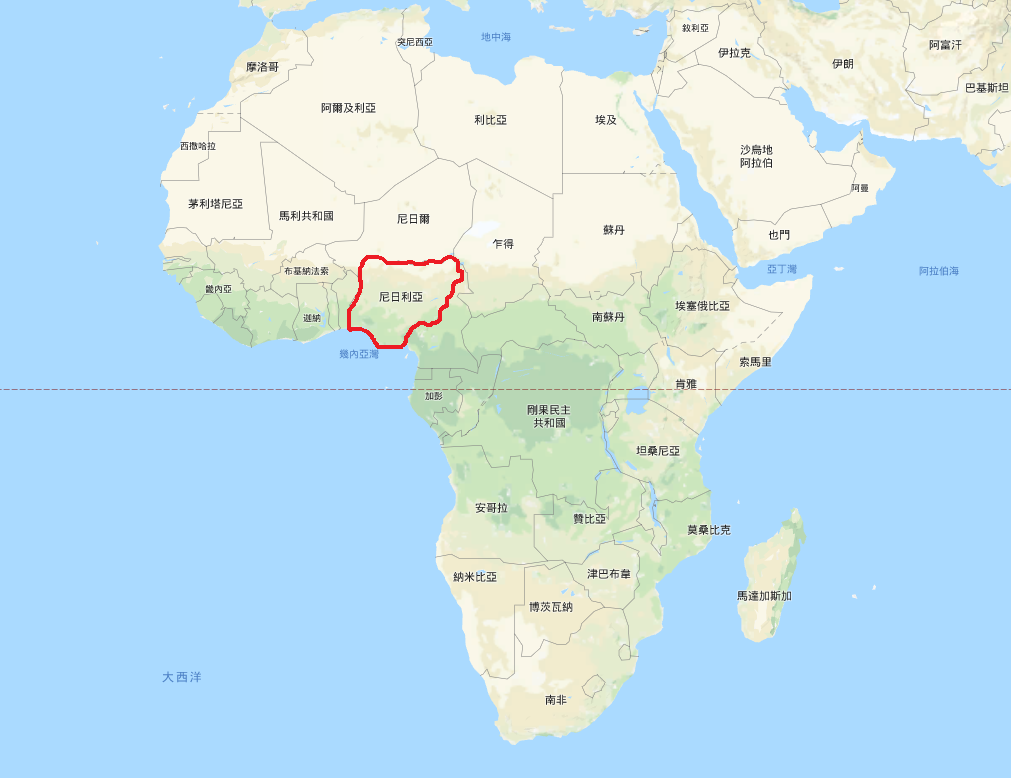 敘利亞
地中海
突尼西亞
阿富汗
伊拉克
伊朗
摩洛哥
巴基斯坦
阿爾及利亞
利比亞
埃及
西撒哈拉
沙烏地
阿拉伯
阿曼
茅利塔尼亞
馬利共和國
尼日爾
蘇丹
也門
乍得
亞丁灣
阿拉伯海
布基納法索
幾內亞
尼日利亞
埃塞俄比亞
迦納
南蘇丹
幾內亞灣
索馬里
肯雅
加彭
剛果民主
共和國
坦桑尼亞
安哥拉
贊比亞
莫桑比克
納米比亞
津巴布韋
馬達加斯加
博茨瓦納
大西洋
南非